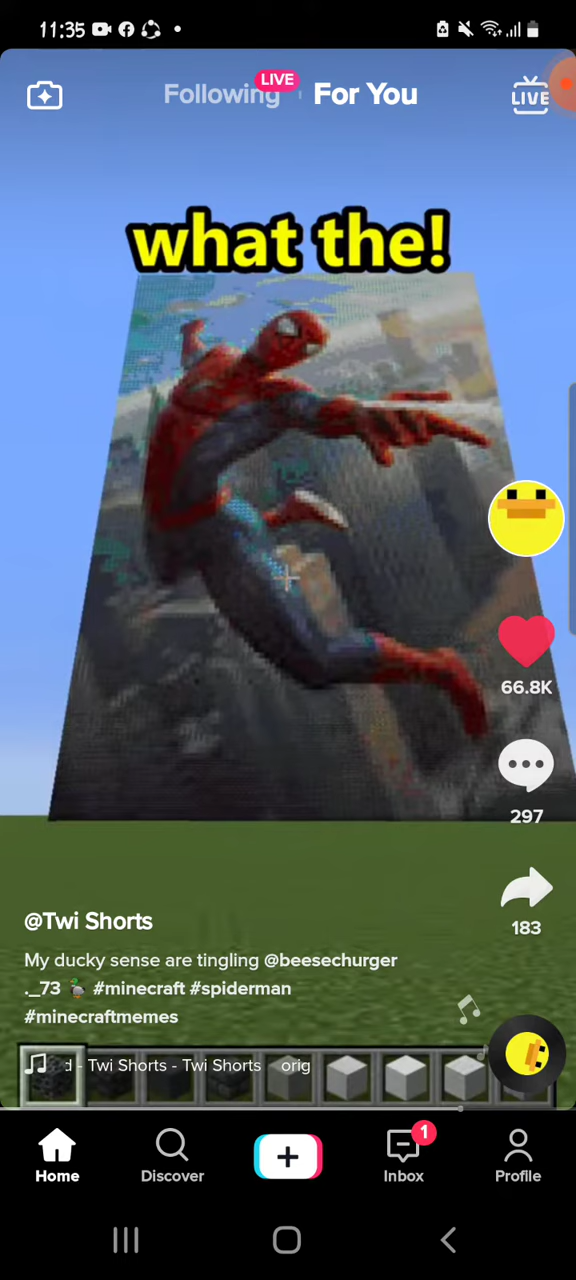 11:35
LIVE
Following
For You
LIVE
what the!
66.8K
297
183
@Twi Shorts
My ducky sense are tingling @beesechurger
._73 🦆 #minecraft #spiderman
#minecraftmemes
d - Twi Shorts - Twi Shorts orig
1
Home
Discover
Inbox
Profile